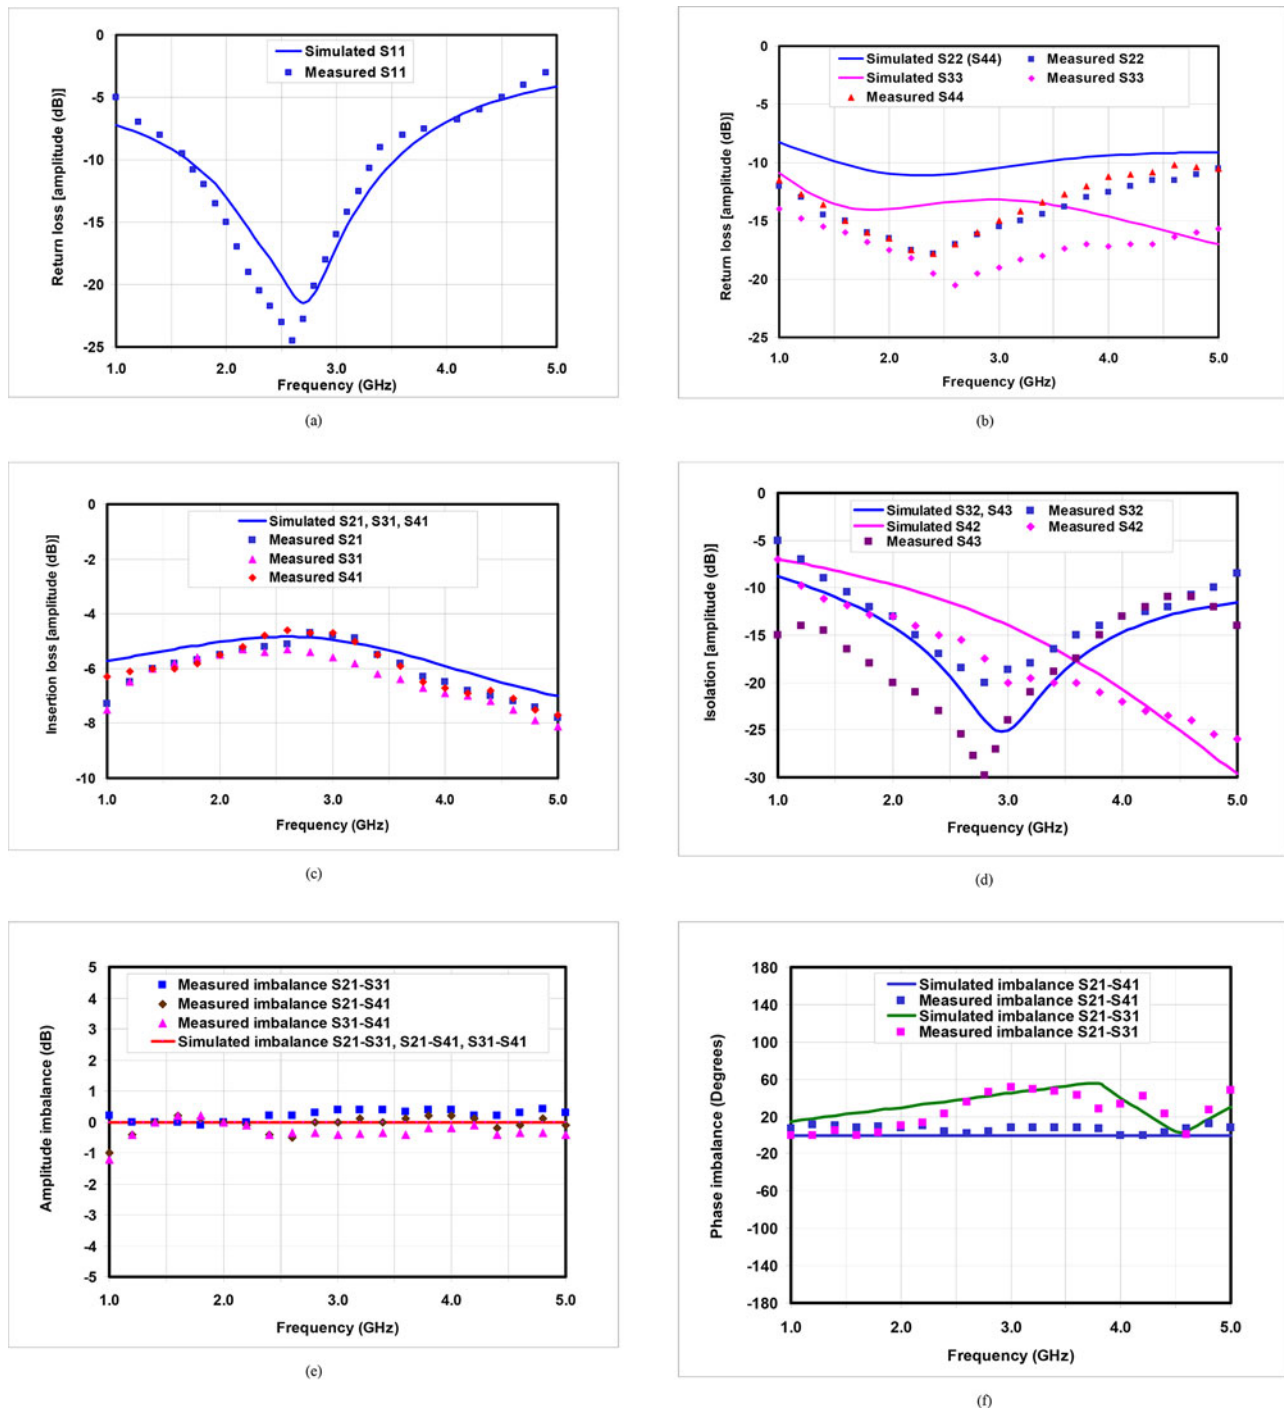 0
-5
-10
-15
-20
-25
Return loss [amplitude (dB)]
Simulated S11
Measured S11
1.0 2.0 3.0 4.0 5.0
Frequency (GHz)
(a)
0
-5
-10
-15
-20
-25
Return loss [amplitude (dB)]
Simulated S22 (S44) Measured S22
Simulated S33 Measured S33
Measured S44
1.0 2.0 3.0 4.0 5.0
Frequency (GHz)
(b)
0
-2
-4
-6
-8
-10
Insertion loss [amplitude (dB)]
Simulated S21, S31, S41
Measured S21
Measured S31
Measured S41
1.0 2.0 3.0 4.0 5.0
Frequency (GHz)
(c)
0
-5
-10
-15
-20
-25
-30
Isolation [amplitude (dB)]
Simulated S32, S43 Measured S32
Simulated S42 Measured S42
Measured S43
1.0 2.0 3.0 4.0 5.0
Frequency (GHz)
(d)
5
4
3
2
1
0
-1
-2
-3
-4
-5
Amplitude imbalance (dB)
Measured imbalance S21-S31
Measured imbalance S21-S41
Measured imbalance S31-S41
Simulated imbalance S21-S31, S21-S41, S31-S41
1.0 2.0 3.0 4.0 5.0
Frequency (GHz)
(e)
180
140
100
60
20
-20
-60
-100
-140
-180
Phase imbalance (Degrees)
Simulated imbalance S21-S41
Measured imbalance S21-S41
Simulated imbalance S21-S31
Measured imbalance S21-S31
1.0 2.0 3.0 4.0 5.0
Frequency (GHz)
(f)